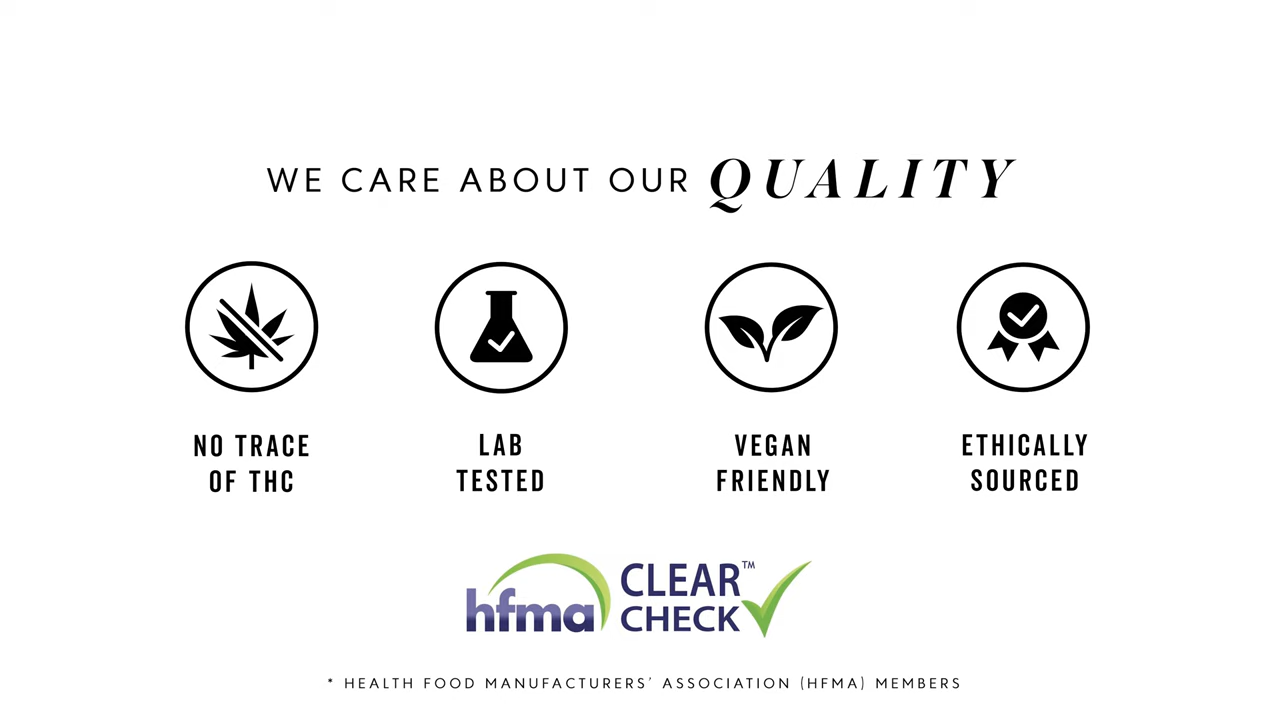 WE CARE ABOUT OUR QUALITY
NO TRACE
OF THC
LAB
TESTED
VEGAN
FRIENDLY
ETHICALLY
SOURCED
hfma CLEAR™
CHECK
* HEALTH FOOD MANUFACTURERS' ASSOCIATION (HFMA) MEMBERS